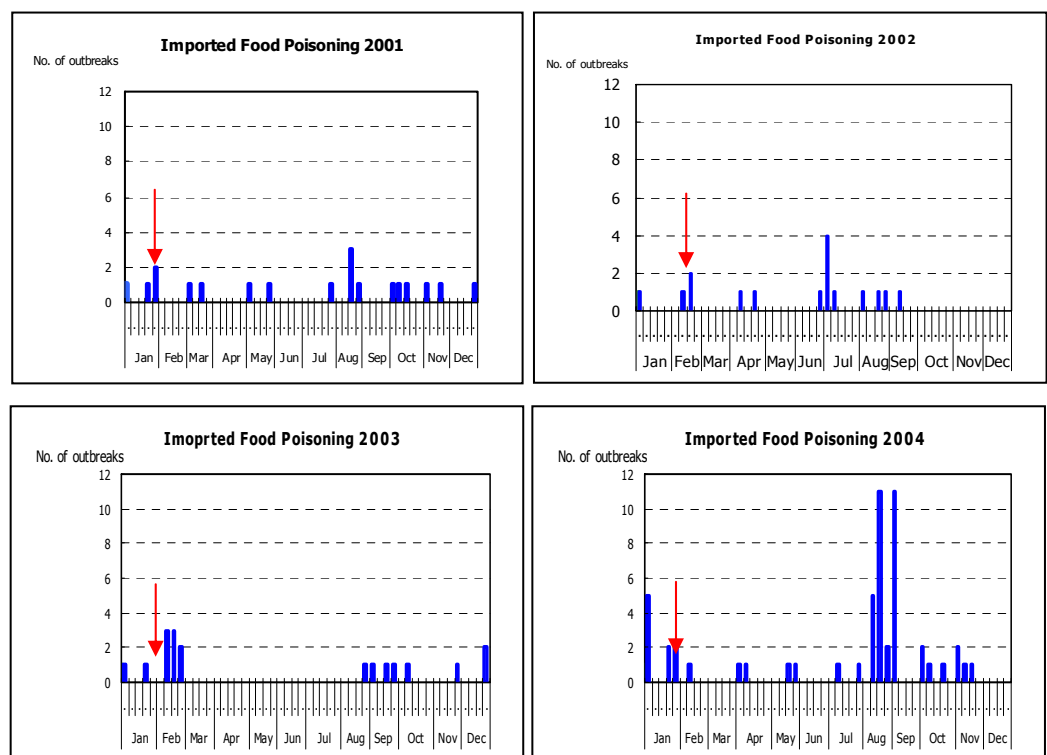 Imported Food Poisoning 2001
No. of outbreaks
12
10
8
6
4
2
0
Jan Feb Mar Apr May Jun Jul Aug Sep Oct Nov Dec
Imported Food Poisoning 2002
No. of outbreaks
12
10
8
6
4
2
0
Jan Feb Mar Apr May Jun Jul Aug Sep Oct Nov Dec
Imoprted Food Poisoning 2003
No. of outbreaks
12
10
8
6
4
2
0
Jan Feb Mar Apr May Jun Jul Aug Sep Oct Nov Dec
Imported Food Poisoning 2004
No. of outbreaks
12
10
8
6
4
2
0
Jan Feb Mar Apr May Jun Jul Aug Sep Oct Nov Dec